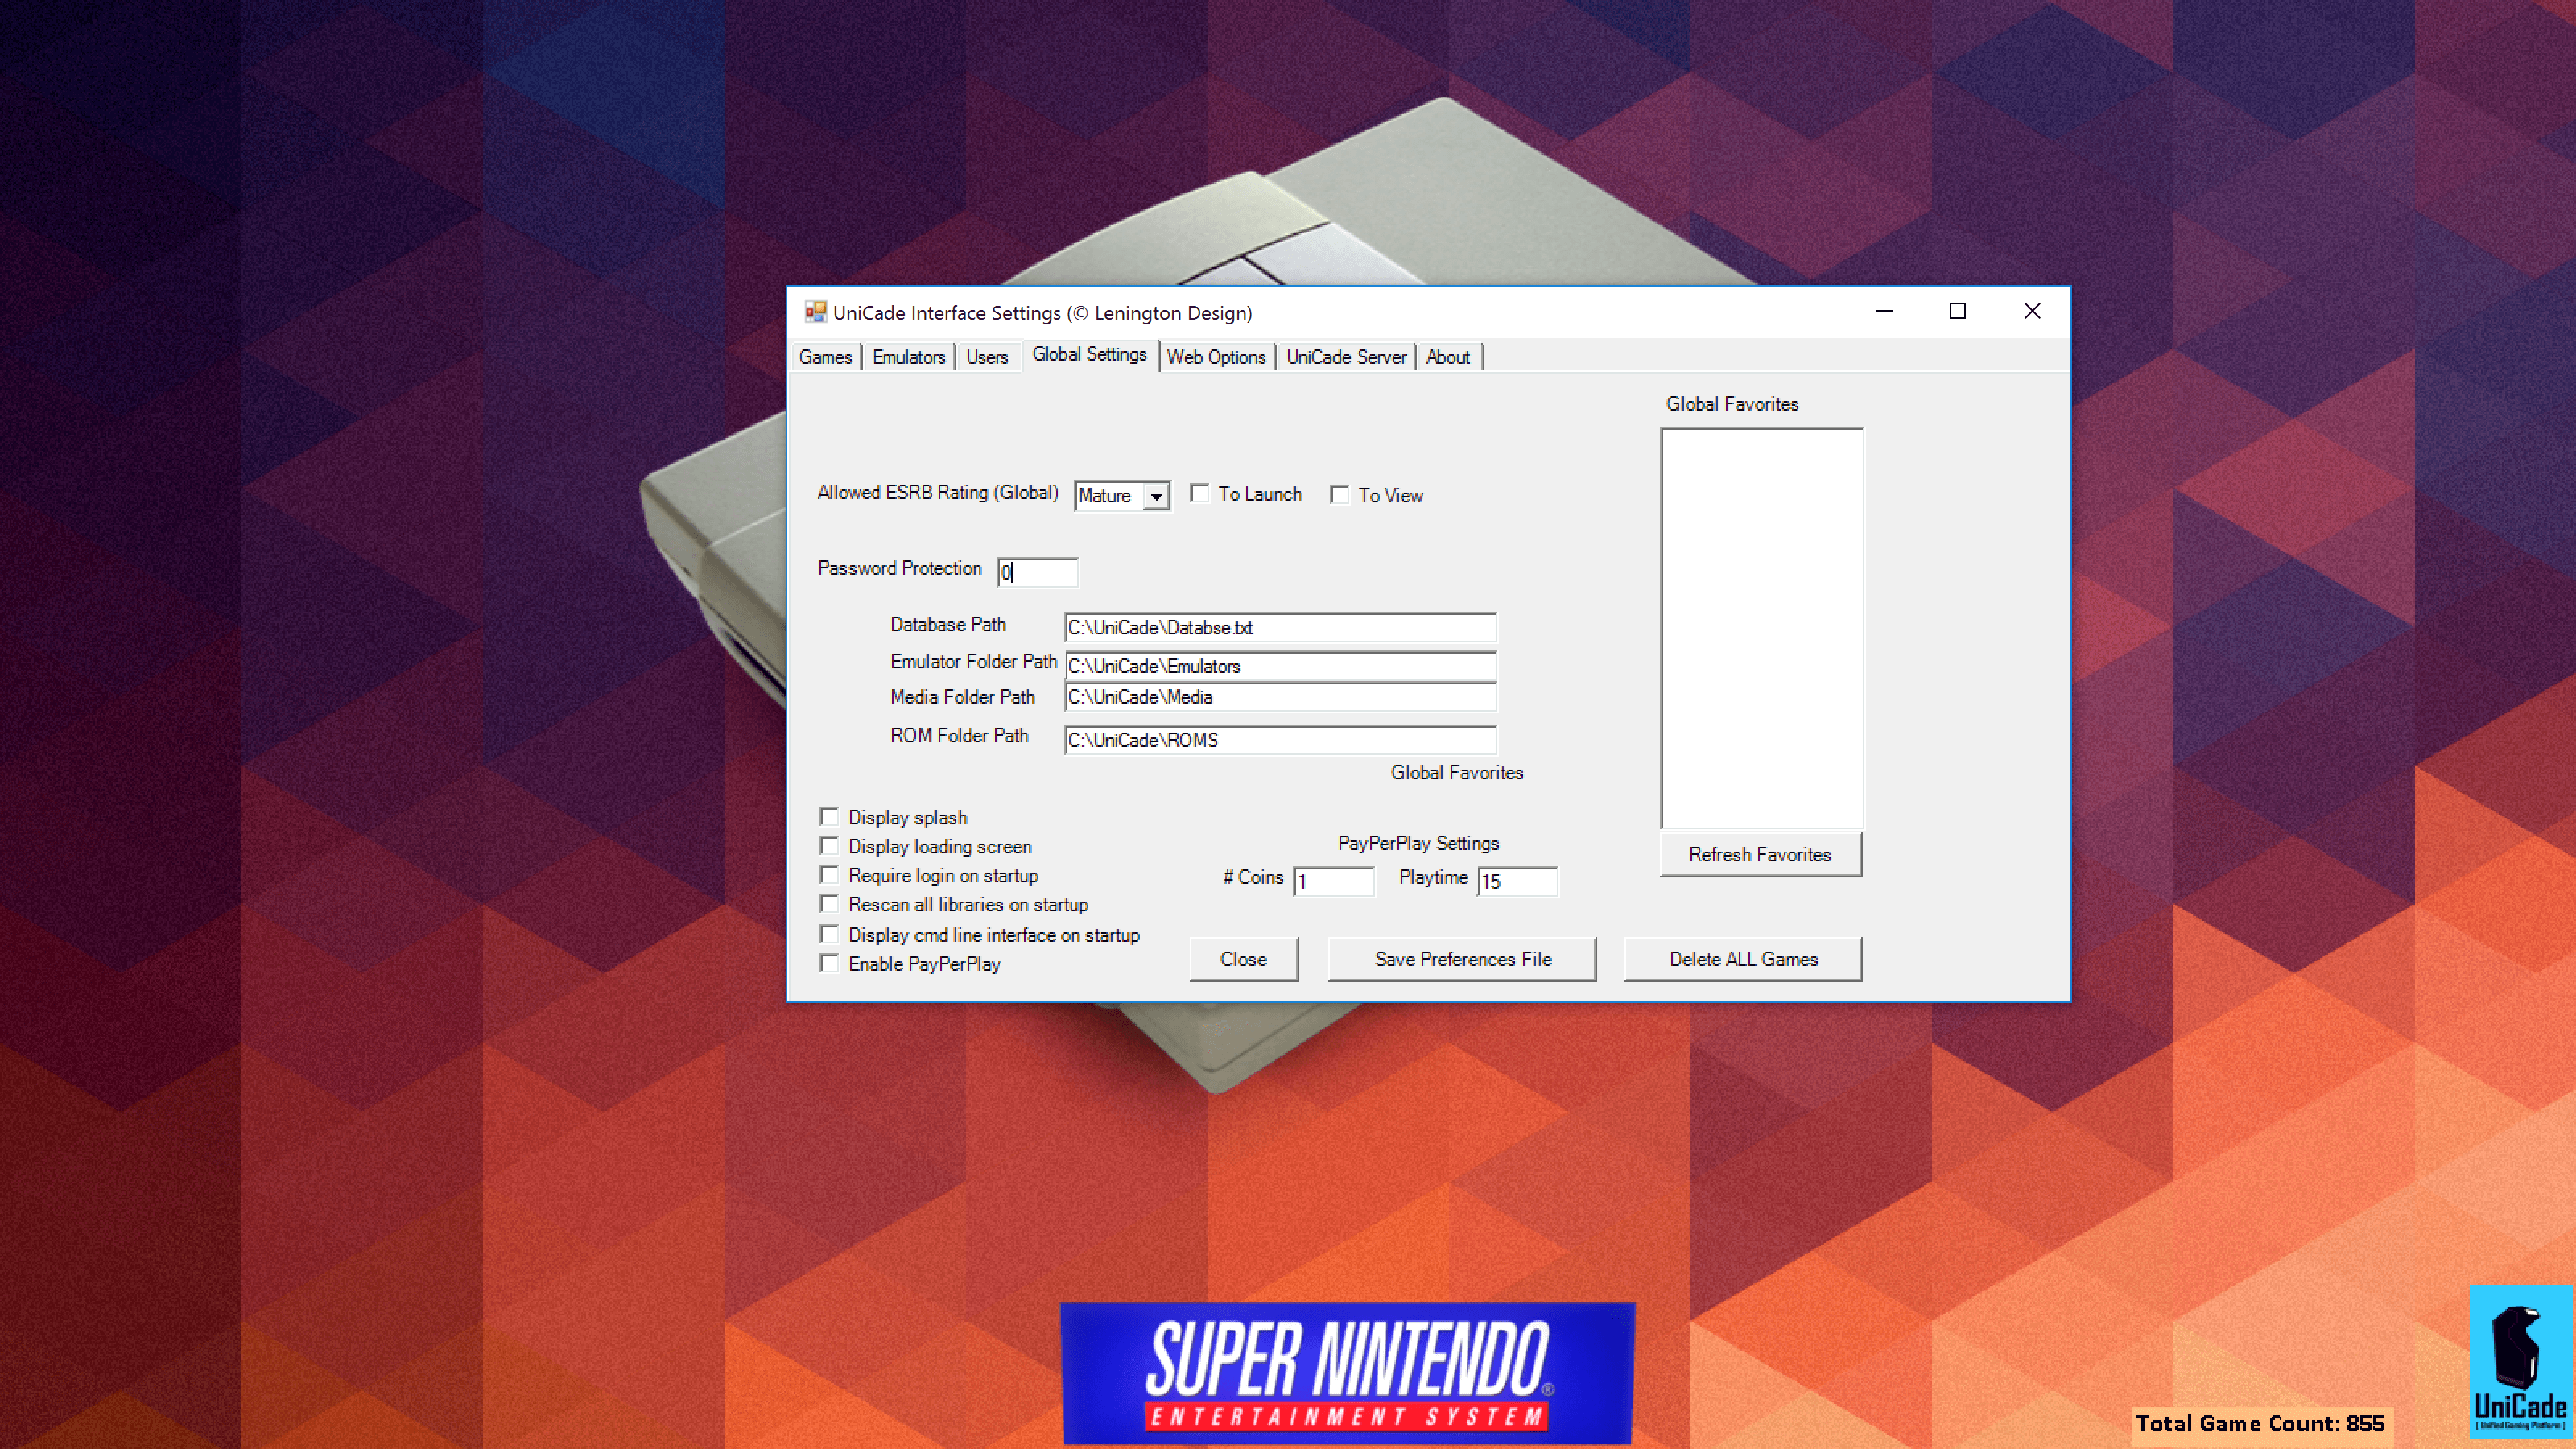 UniCade Interface Settings (© Lenington Design)
Games Emulators Users Global Settings Web Options UniCade Server About
Global Favorites
Allowed ESRB Rating (Global) Mature To Launch To View
Password Protection 0
Database Path C:\UniCade\Databse.txt
Emulator Folder Path C:\UniCade\Emulators
Media Folder Path C:\UniCade\Media
ROM Folder Path C:\UniCade\ROMS
Global Favorites
Display splash
Display loading screen
Require login on startup
Rescan all libraries on startup
Display cmd line interface on startup
Enable PayPerPlay
PayPerPlay Settings
# Coins 1 Playtime 15
Refresh Favorites
Close Save Preferences File Delete ALL Games
SUPER NINTENDO®
ENTERTAINMENT SYSTEM
Total Game Count: 855
UniCade
[ Unified Gaming Platform ]